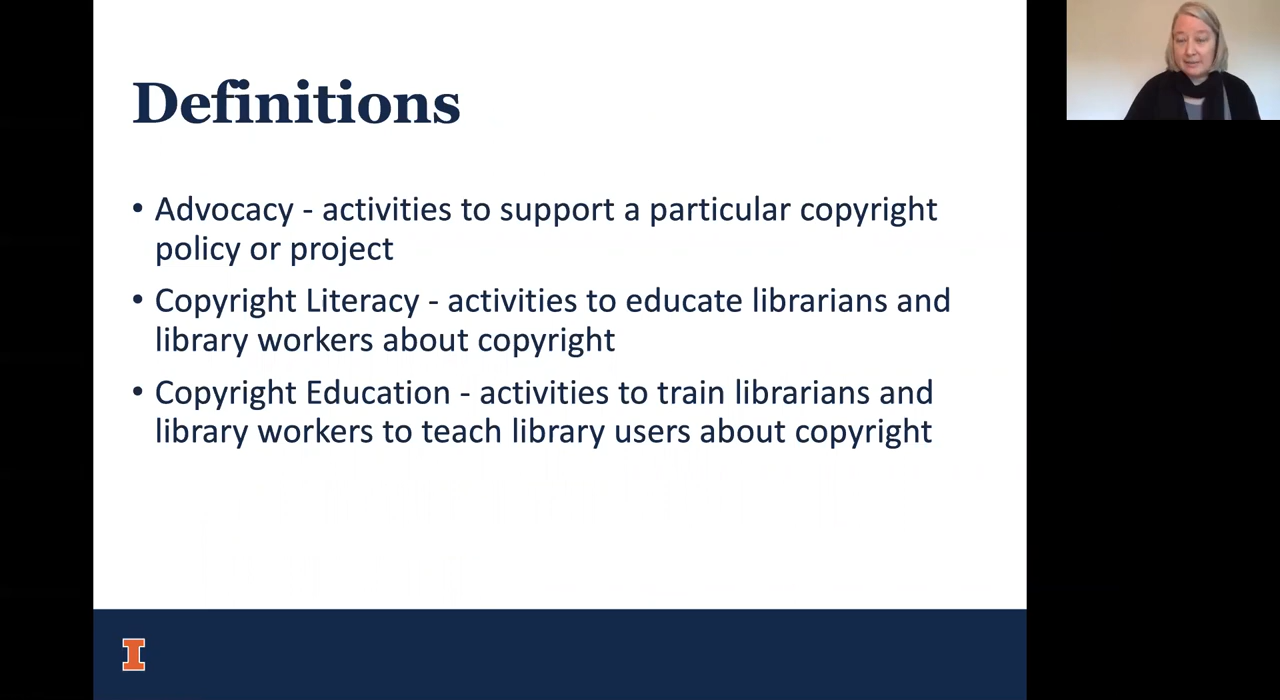 Definitions
• Advocacy - activities to support a particular copyright
policy or project
• Copyright Literacy - activities to educate librarians and
library workers about copyright
• Copyright Education - activities to train librarians and
library workers to teach library users about copyright
I